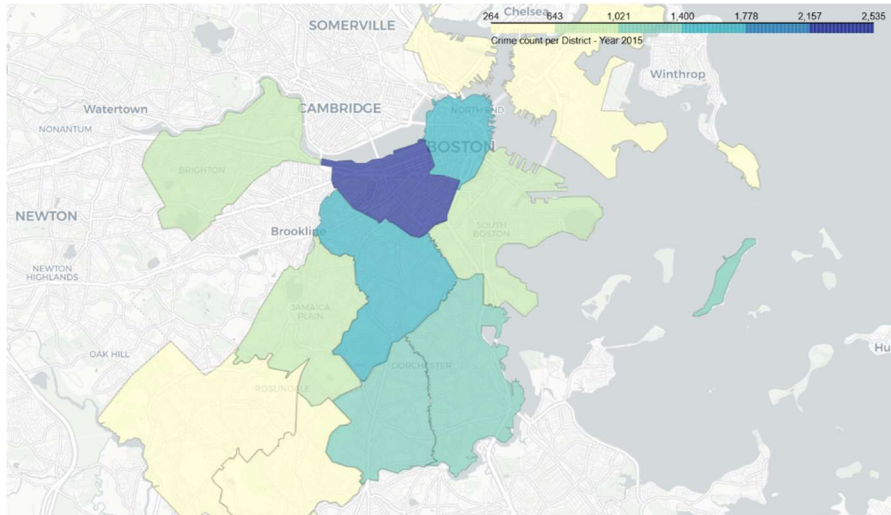 Chelsea
SOMERVILLE
264 643 1,021 1,400 1,778 2,157 2,535
Crime count per District - Year 2015
Winthrop
Watertown
CAMBRIDGE
NORTH END
NONANTUM
BOSTON
BRIGHTON
NEWTON
Brookline
SOUTH
BOSTON
NEWTON
HIGHLANDS
JAMAICA
PLAIN
Hu
OAK HILL
DORCHESTER
ROSLINDALE